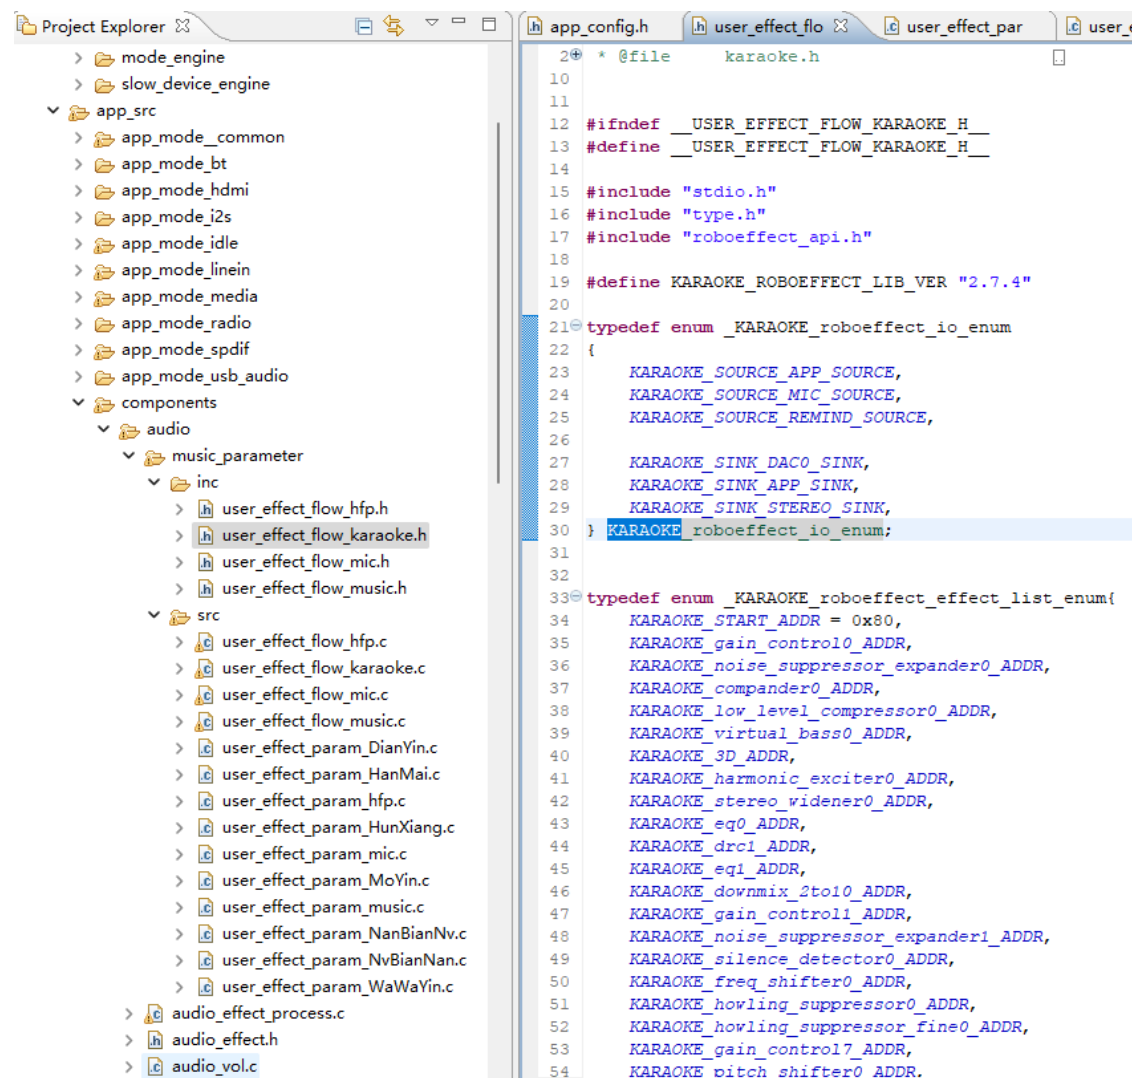 Project Explorer
mode_engine
slow_device_engine
app_src
app_mode__common
app_mode_bt
app_mode_hdmi
app_mode_i2s
app_mode_idle
app_mode_linein
app_mode_media
app_mode_radio
app_mode_spdif
app_mode_usb_audio
components
audio
music_parameter
inc
user_effect_flow_hfp.h
user_effect_flow_karaoke.h
user_effect_flow_mic.h
user_effect_flow_music.h
src
user_effect_flow_hfp.c
user_effect_flow_karaoke.c
user_effect_flow_mic.c
user_effect_flow_music.c
user_effect_param_DianYin.c
user_effect_param_HanMai.c
user_effect_param_hfp.c
user_effect_param_HunXiang.c
user_effect_param_mic.c
user_effect_param_MoYin.c
user_effect_param_music.c
user_effect_param_NanBianNv.c
user_effect_param_NvBianNan.c
user_effect_param_WaWaYin.c
audio_effect_process.c
audio_effect.h
audio_vol.c
app_config.h user_effect_flo user_effect_par
2 * @file karaoke.h
10
11
12 #ifndef __USER_EFFECT_FLOW_KARAOKE_H__
13 #define __USER_EFFECT_FLOW_KARAOKE_H__
14
15 #include "stdio.h"
16 #include "type.h"
17 #include "roboeffect_api.h"
18
19 #define KARAOKE_ROBOEFFECT_LIB_VER "2.7.4"
20
21 typedef enum _KARAOKE_roboeffect_io_enum
22 {
23 KARAOKE_SOURCE_APP_SOURCE,
24 KARAOKE_SOURCE_MIC_SOURCE,
25 KARAOKE_SOURCE_REMIND_SOURCE,
26
27 KARAOKE_SINK_DAC0_SINK,
28 KARAOKE_SINK_APP_SINK,
29 KARAOKE_SINK_STEREO_SINK,
30 } KARAOKE_roboeffect_io_enum;
31
32
33 typedef enum _KARAOKE_roboeffect_effect_list_enum{
34 KARAOKE_START_ADDR = 0x80,
35 KARAOKE_gain_control0_ADDR,
36 KARAOKE_noise_suppressor_expander0_ADDR,
37 KARAOKE_compander0_ADDR,
38 KARAOKE_low_level_compressor0_ADDR,
39 KARAOKE_virtual_bass0_ADDR,
40 KARAOKE_3D_ADDR,
41 KARAOKE_harmonic_exciter0_ADDR,
42 KARAOKE_stereo_widener0_ADDR,
43 KARAOKE_eq0_ADDR,
44 KARAOKE_drc1_ADDR,
45 KARAOKE_eq1_ADDR,
46 KARAOKE_downmix_2to10_ADDR,
47 KARAOKE_gain_control1_ADDR,
48 KARAOKE_noise_suppressor_expander1_ADDR,
49 KARAOKE_silence_detector0_ADDR,
50 KARAOKE_freq_shifter0_ADDR,
51 KARAOKE_howling_suppressor0_ADDR,
52 KARAOKE_howling_suppressor_fine0_ADDR,
53 KARAOKE_gain_control7_ADDR,
54 KARAOKE_pitch_shifter0_ADDR,